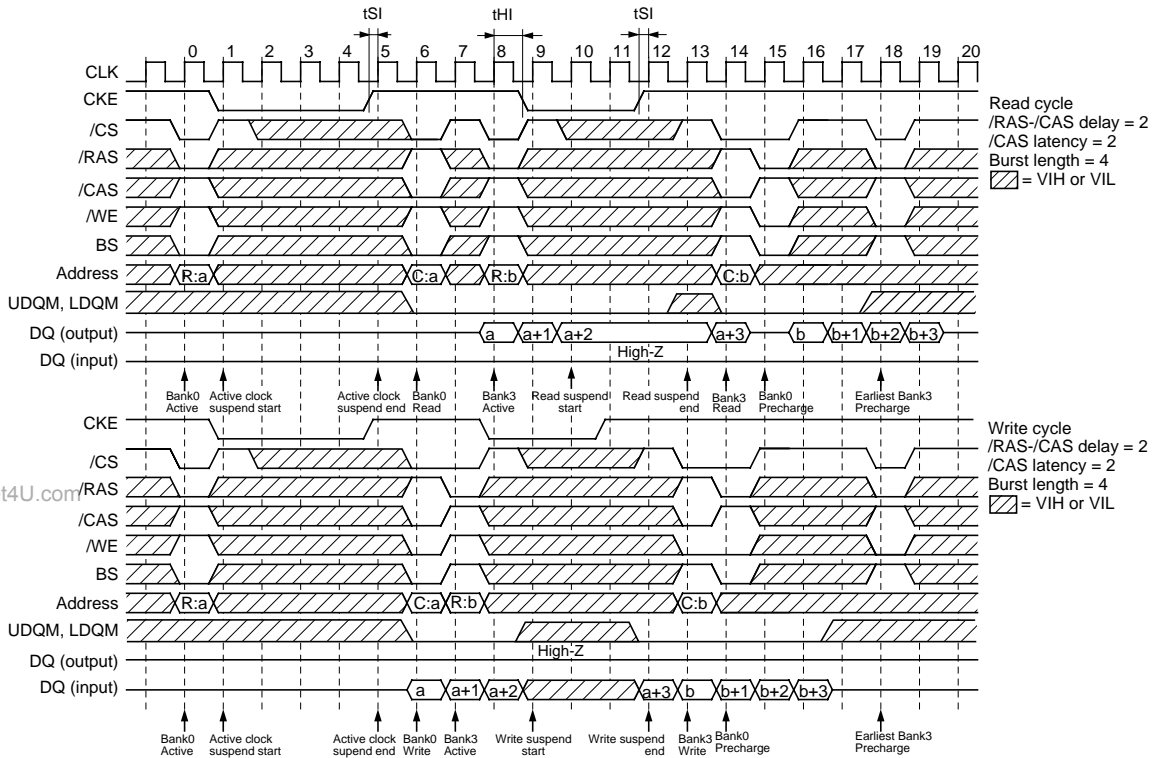 tSI tHI tSI
0 1 2 3 4 5 6 7 8 9 10 11 12 13 14 15 16 17 18 19 20
CLK
CKE
/CS
/RAS
/CAS
/WE
BS
Address R:a C:a R:b C:b
UDQM, LDQM
DQ (output) a a+1 a+2 a+3 b b+1 b+2 b+3
High-Z
DQ (input)
Bank0 Active
Active clock suspend start
Active clock suspend end
Bank0 Read
Bank3 Active
Read suspend start
Read suspend end
Bank3 Read
Bank0 Precharge
Earliest Bank3 Precharge
Read cycle
/RAS-/CAS delay = 2
/CAS latency = 2
Burst length = 4
= VIH or VIL
CKE
/CS
t4U.com
/RAS
/CAS
/WE
BS
Address R:a C:a R:b C:b
UDQM, LDQM
High-Z
DQ (output)
DQ (input) a a+1 a+2 a+3 b b+1 b+2 b+3
Bank0 Active
Active clock suspend start
Active clock supend end
Bank0 Write
Bank3 Active
Write suspend start
Write suspend end
Bank3 Write
Bank0 Precharge
Earliest Bank3 Precharge
Write cycle
/RAS-/CAS delay = 2
/CAS latency = 2
Burst length = 4
= VIH or VIL